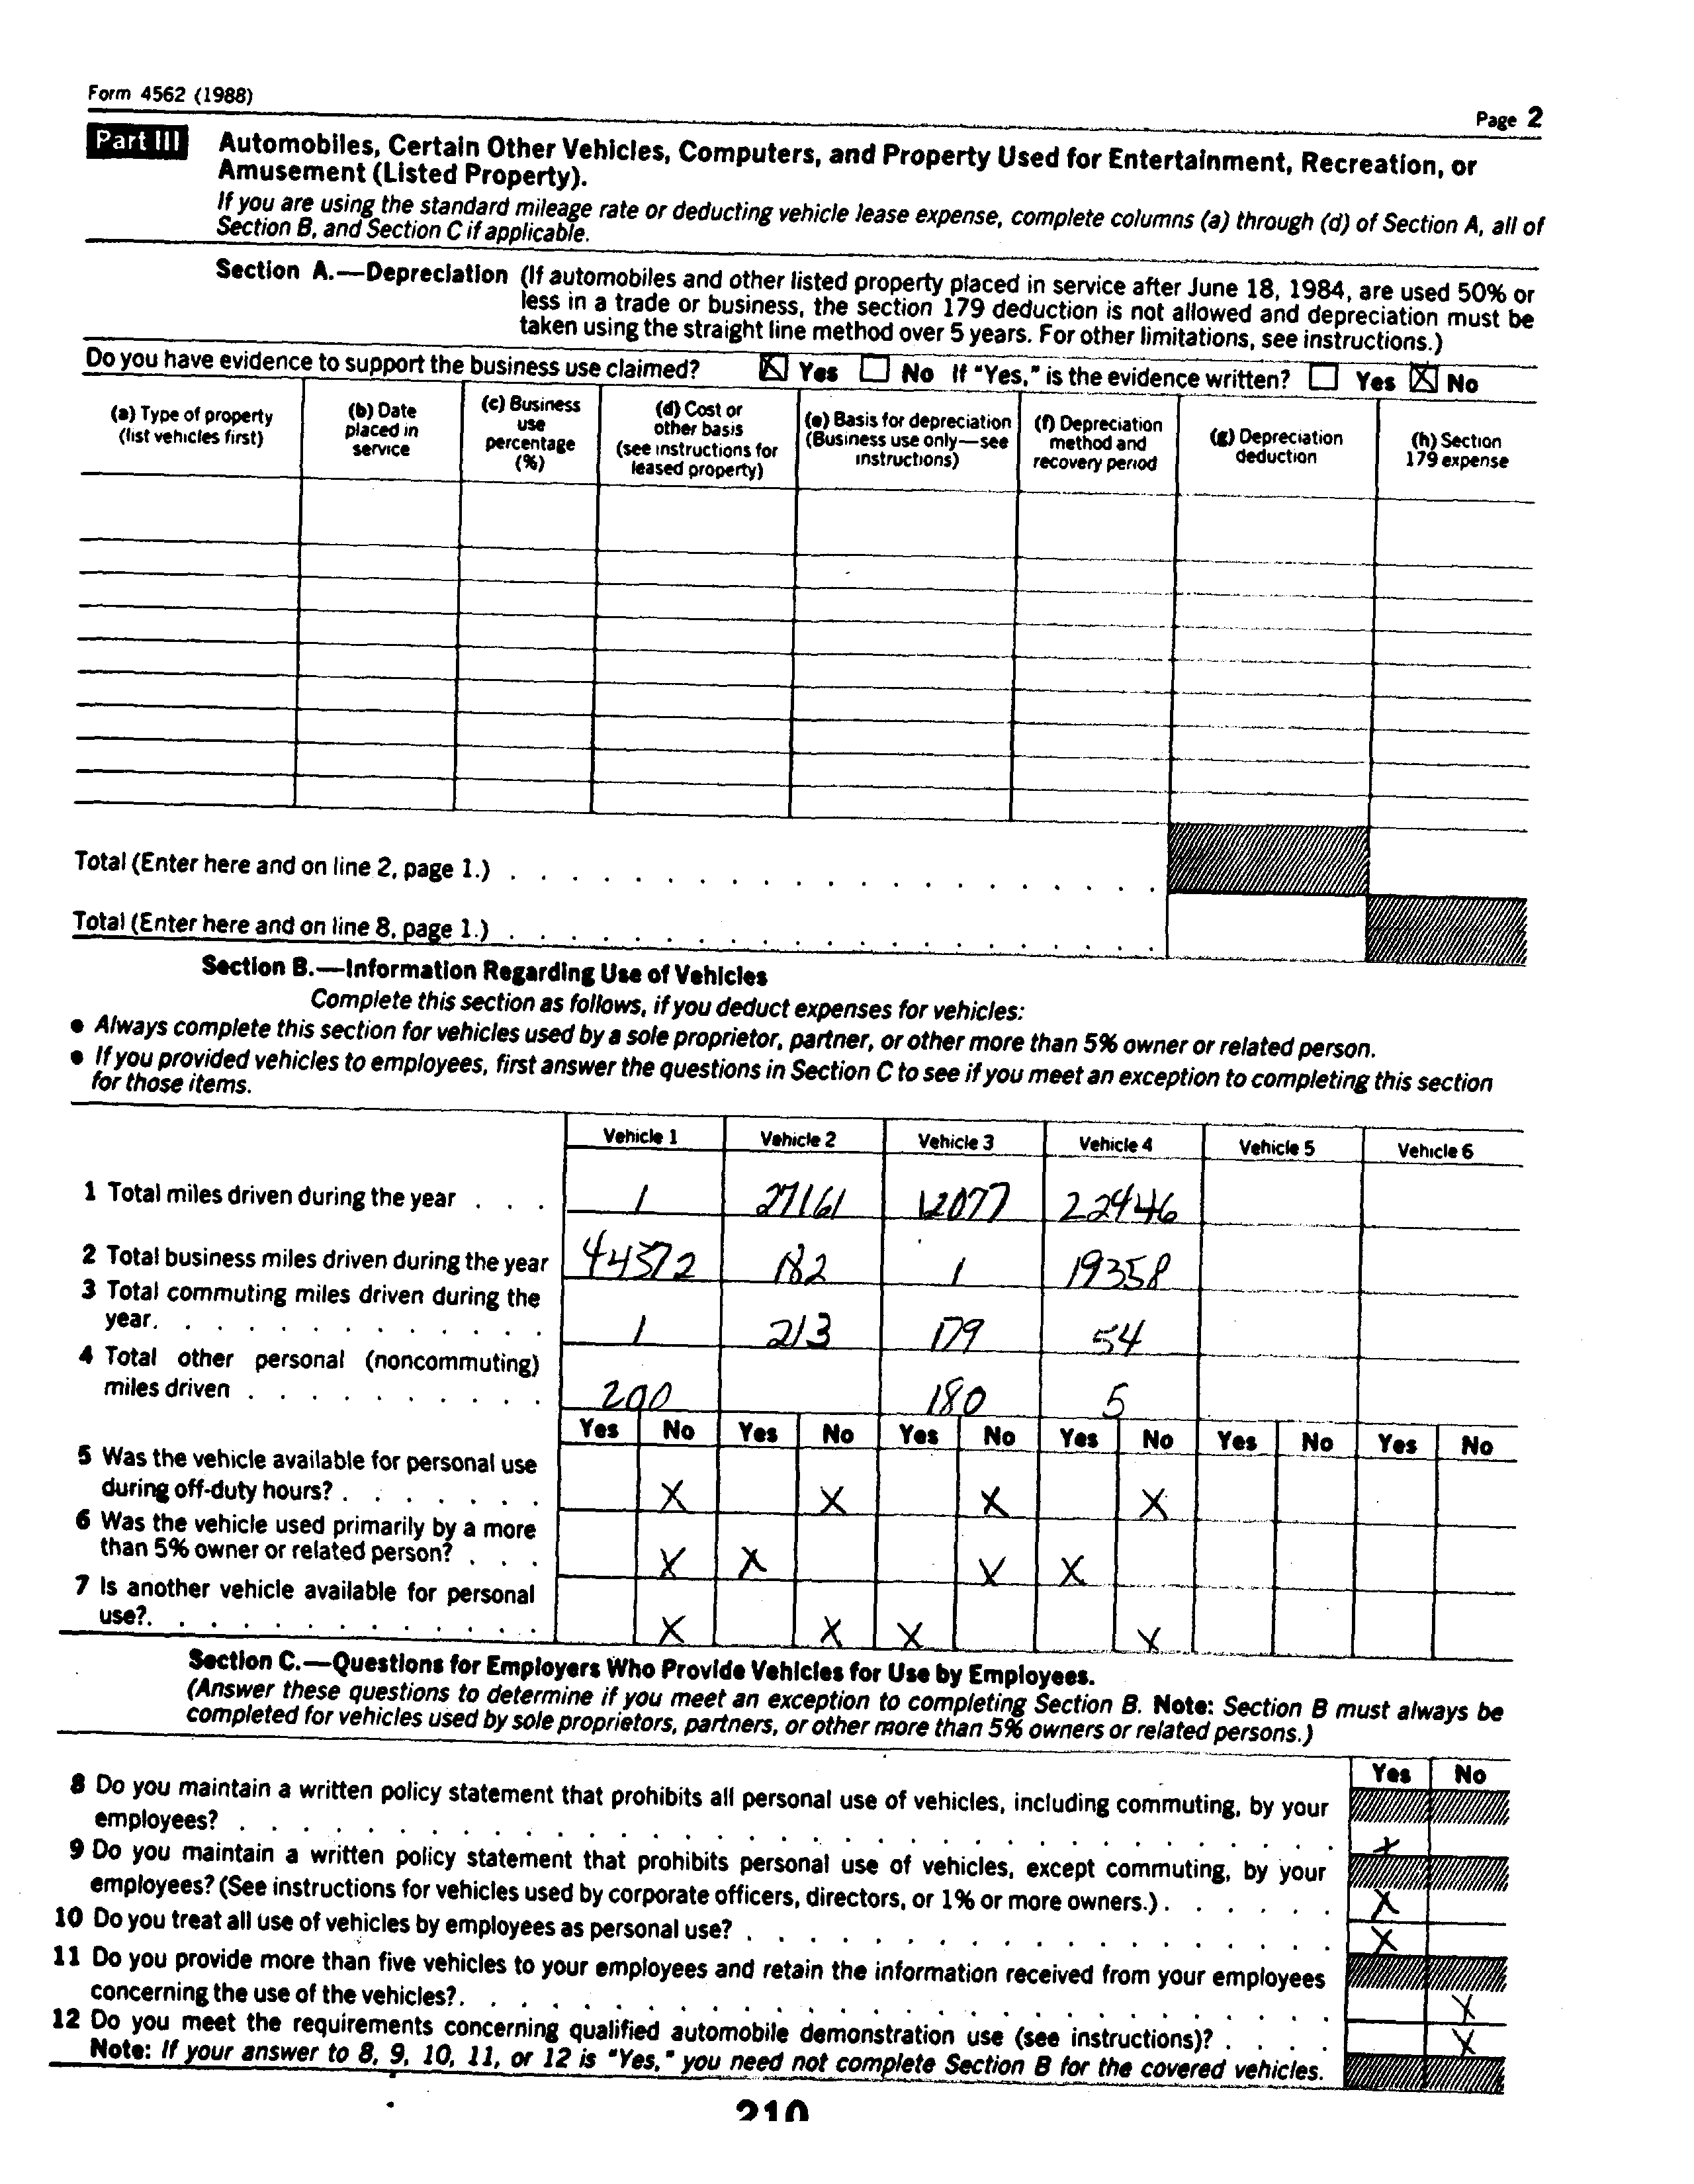 Form 4562 (1988)
Page 2
Part III Automobiles, Certain Other Vehicles, Computers, and Property Used for Entertainment, Recreation, or
Amusement (Listed Property).
If you are using the standard mileage rate or deducting vehicle lease expense, complete columns (a) through (d) of Section A, all of
Section B, and Section C if applicable.
Section A.—Depreciation (If automobiles and other listed property placed in service after June 18, 1984, are used 50% or
less in a trade or business, the section 179 deduction is not allowed and depreciation must be
taken using the straight line method over 5 years. For other limitations, see instructions.)
Do you have evidence to support the business use claimed? X Yes No If "Yes," is the evidence written? Yes X No
(a) Type of property
(list vehicles first)
(b) Date
placed in
service
(c) Business
use
percentage
(%)
(d) Cost or
other basis
(see instructions for
leased property)
(e) Basis for depreciation
(Business use only—see
instructions)
(f) Depreciation
method and
recovery period
(g) Depreciation
deduction
(h) Section
179 expense
Total (Enter here and on line 2, page 1.) . . . . . . . . . . . . . . . . . . . . .
Total (Enter here and on line 8, page 1.) . . . . . . . . . . . . . . . . . . . . .
Section B.—Information Regarding Use of Vehicles
Complete this section as follows, if you deduct expenses for vehicles:
● Always complete this section for vehicles used by a sole proprietor, partner, or other more than 5% owner or related person.
● If you provided vehicles to employees, first answer the questions in Section C to see if you meet an exception to completing this section
for those items.
Vehicle 1 Vehicle 2 Vehicle 3 Vehicle 4 Vehicle 5 Vehicle 6
1 Total miles driven during the year . . . 1 27161 12077 22446
2 Total business miles driven during the year 44372 182 1 19358
3 Total commuting miles driven during the
year. . . . . . . . . . . . . 1 213 179 54
4 Total other personal (noncommuting)
miles driven . . . . . . . . . . 200 180 5
Yes No Yes No Yes No Yes No Yes No Yes No
5 Was the vehicle available for personal use
during off-duty hours? . . . . . . . X X X X
6 Was the vehicle used primarily by a more
than 5% owner or related person? . . . X X X X
7 Is another vehicle available for personal
use?. . . . . . . . . . . . . X X X X
Section C.—Questions for Employers Who Provide Vehicles for Use by Employees.
(Answer these questions to determine if you meet an exception to completing Section B. Note: Section B must always be
completed for vehicles used by sole proprietors, partners, or other more than 5% owners or related persons.)
Yes No
8 Do you maintain a written policy statement that prohibits all personal use of vehicles, including commuting, by your
employees? . . . . . . . . . . . . . . . . . . . . . . . . . . . . X
9 Do you maintain a written policy statement that prohibits personal use of vehicles, except commuting, by your
employees? (See instructions for vehicles used by corporate officers, directors, or 1% or more owners.) . . . . . . X
10 Do you treat all use of vehicles by employees as personal use? . . . . . . . . . . . . . . . . . . . X
11 Do you provide more than five vehicles to your employees and retain the information received from your employees
concerning the use of the vehicles?. . . . . . . . . . . . . . . . . . . . . . . . . . . . X
12 Do you meet the requirements concerning qualified automobile demonstration use (see instructions)? . . . . X
Note: If your answer to 8, 9, 10, 11, or 12 is "Yes," you need not complete Section B for the covered vehicles.
210